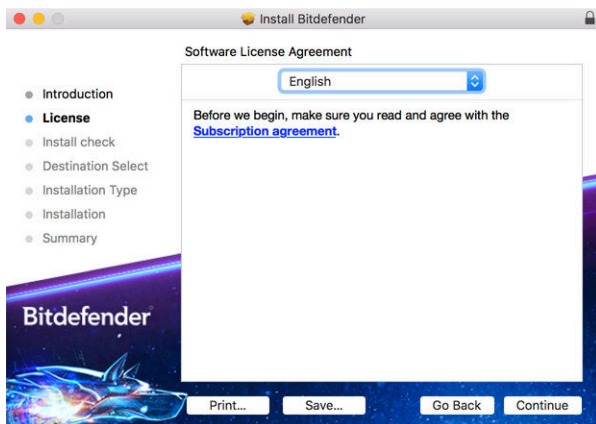 Install Bitdefender
Software License Agreement
English
Introduction
License
Install check
Destination Select
Installation Type
Installation
Summary
Before we begin, make sure you read and agree with the
Subscription agreement.
Bitdefender
Print...
Save...
Go Back
Continue